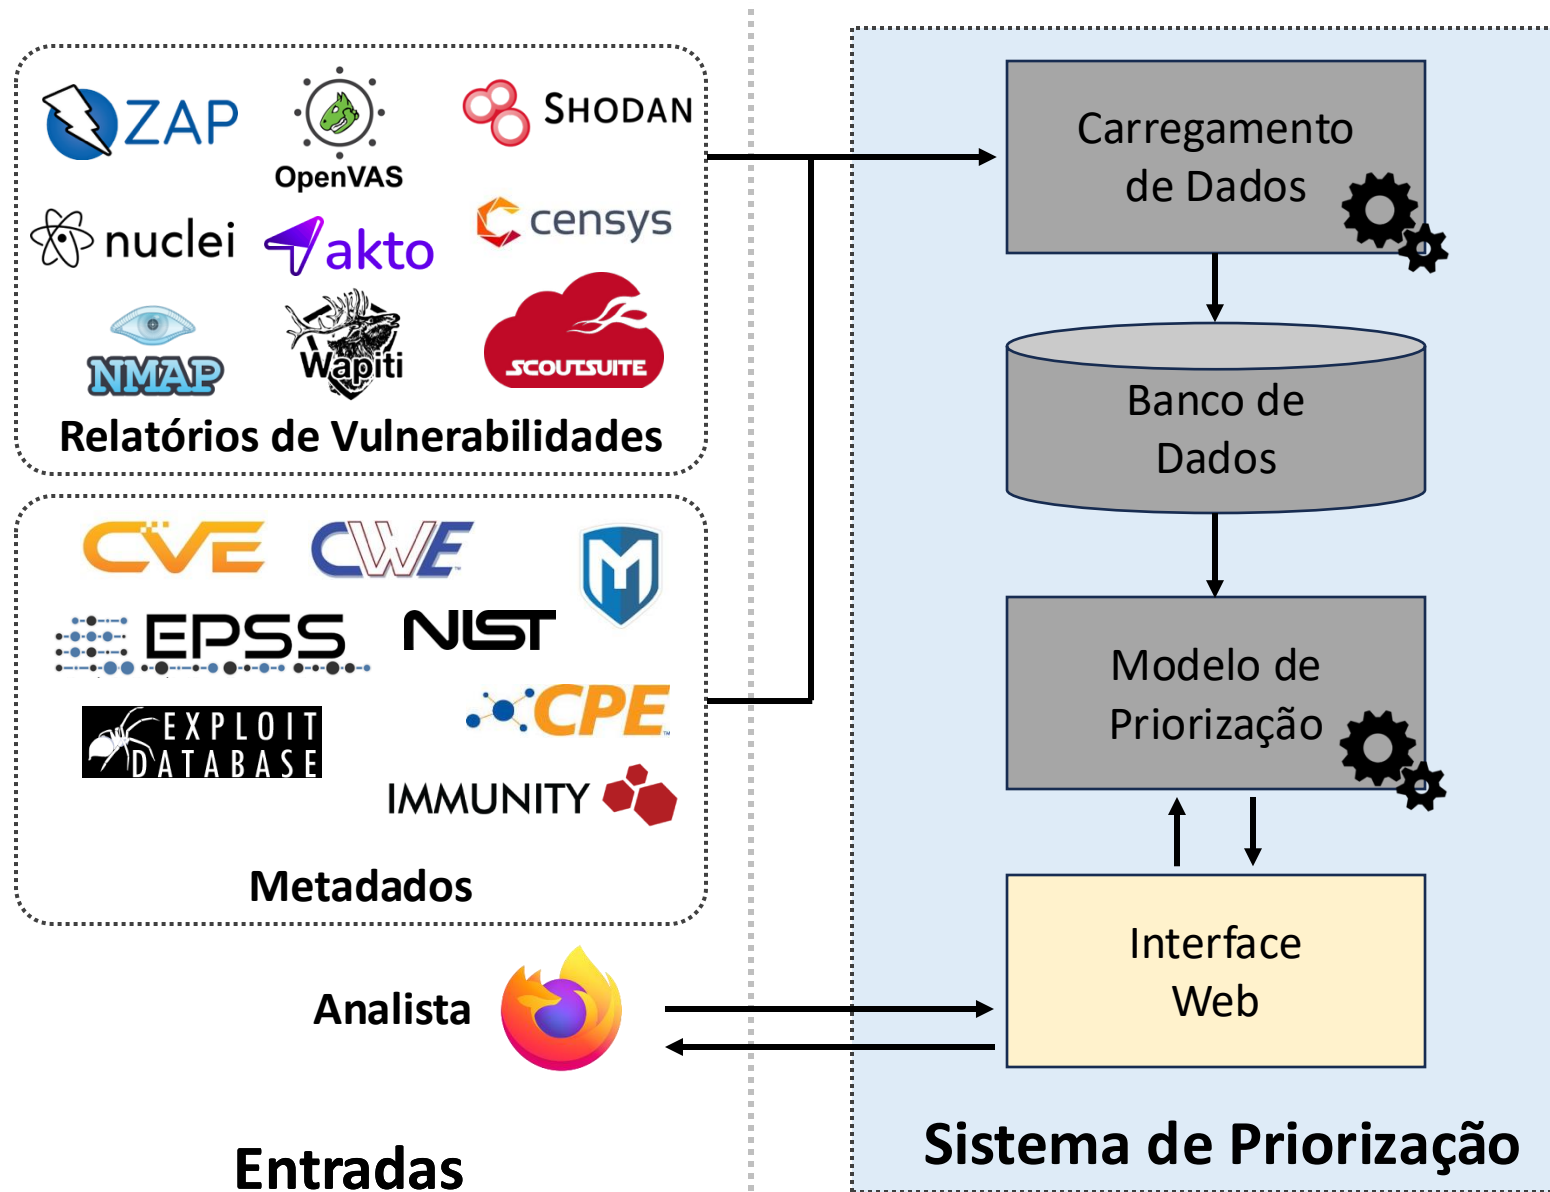 ZAP
OpenVAS
SHODAN
nuclei
akto
censys
NMAP
Wapiti
SCOUTSUITE
Relatórios de Vulnerabilidades
CVE
CWE
M
EPSS
NIST
CPE
EXPLOIT
DATABASE
IMMUNITY
Metadados
Analista
Entradas
Carregamento
de Dados
Banco de
Dados
Modelo de
Priorização
Interface
Web
Sistema de Priorização